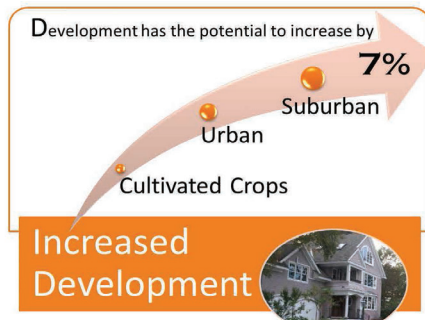 Development has the potential to increase by
7%
Suburban
Urban
Cultivated Crops
Increased
Development